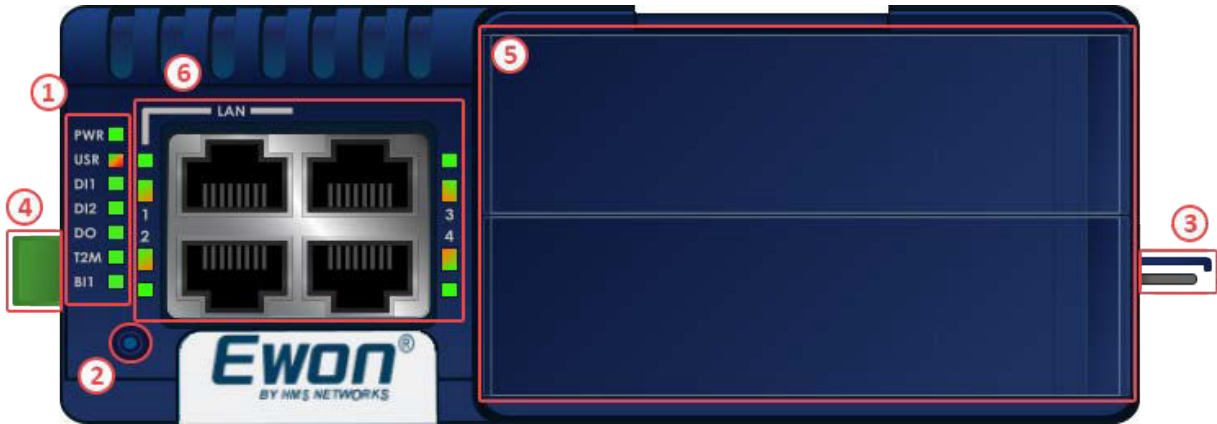 5
6
1
LAN
PWR
USR
DI1
DI2
DO
T2M
BI1
4
1
2
3
4
3
2
Ewon®
BY HMS NETWORKS